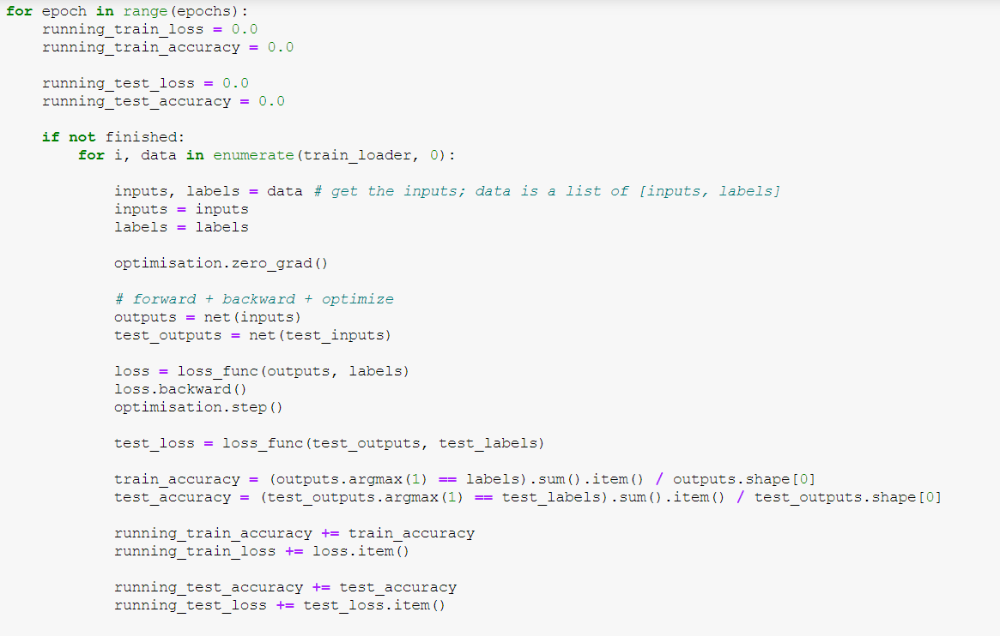 for epoch in range(epochs):
    running_train_loss = 0.0
    running_train_accuracy = 0.0

    running_test_loss = 0.0
    running_test_accuracy = 0.0

    if not finished:
        for i, data in enumerate(train_loader, 0):

            inputs, labels = data # get the inputs; data is a list of [inputs, labels]
            inputs = inputs
            labels = labels

            optimisation.zero_grad()

            # forward + backward + optimize
            outputs = net(inputs)
            test_outputs = net(test_inputs)

            loss = loss_func(outputs, labels)
            loss.backward()
            optimisation.step()

            test_loss = loss_func(test_outputs, test_labels)

            train_accuracy = (outputs.argmax(1) == labels).sum().item() / outputs.shape[0]
            test_accuracy = (test_outputs.argmax(1) == test_labels).sum().item() / test_outputs.shape[0]

            running_train_accuracy += train_accuracy
            running_train_loss += loss.item()

            running_test_accuracy += test_accuracy
            running_test_loss += test_loss.item()